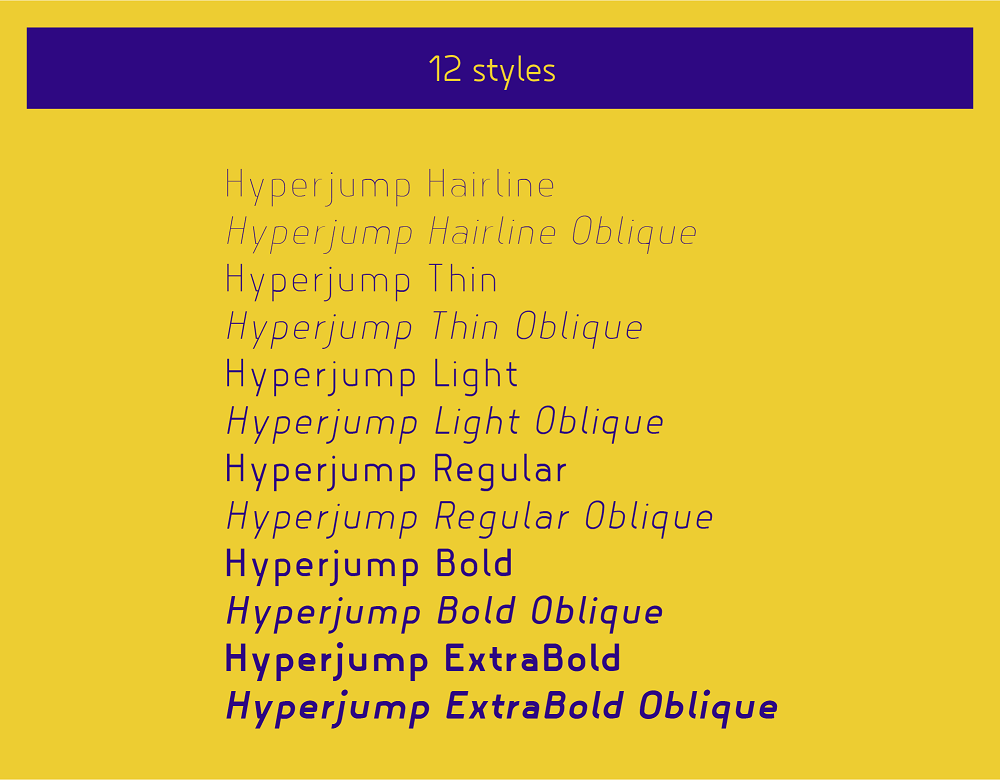 12 styles
Hyperjump Hairline
Hyperjump Hairline Oblique
Hyperjump Thin
Hyperjump Thin Oblique
Hyperjump Light
Hyperjump Light Oblique
Hyperjump Regular
Hyperjump Regular Oblique
Hyperjump Bold
Hyperjump Bold Oblique
Hyperjump ExtraBold
Hyperjump ExtraBold Oblique